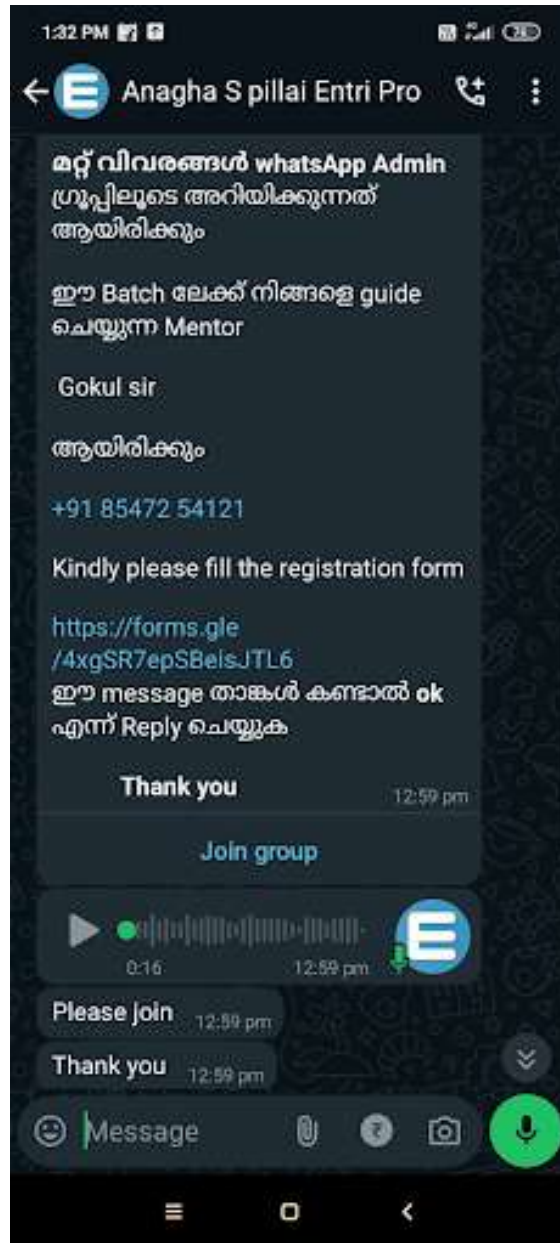 1:32 PM
Anagha S pillai Entri Pro
മറ്റ് വിവരങ്ങൾ whatsApp Admin
ഗ്രൂപ്പിലൂടെ അറിയിക്കുന്നത്
ആയിരിക്കും
ഈ Batch ലേക്ക് നിങ്ങളെ guide
ചെയ്യുന്ന Mentor
Gokul sir
ആയിരിക്കും
+91 85472 54121
Kindly please fill the registration form
https://forms.gle
/4xgSR7epSBeisJTL6
ഈ message താങ്കൾ കണ്ടാൽ ok
എന്ന് Reply ചെയ്യുക
Thank you
12:59 pm
Join group
0:16 12:59 pm
Please join 12:59 pm
Thank you 12:59 pm
Message